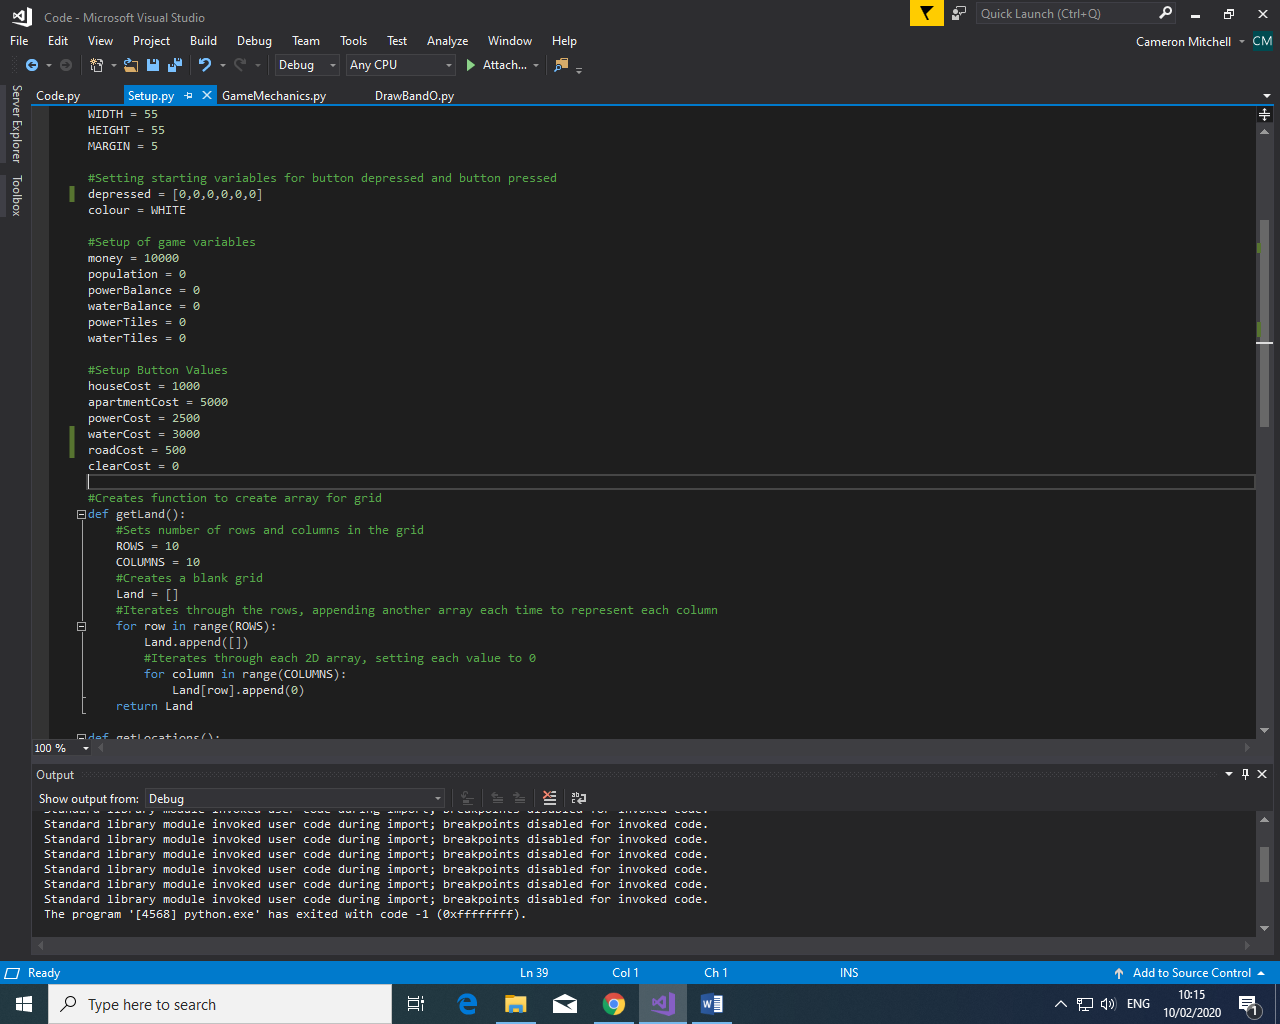 Code - Microsoft Visual Studio
Quick Launch (Ctrl+Q)
File Edit View Project Build Debug Team Tools Test Analyze Window Help
Cameron Mitchell CM
Debug Any CPU Attach...
Server Explorer
Toolbox
Code.py Setup.py GameMechanics.py DrawBandO.py
WIDTH = 55
HEIGHT = 55
MARGIN = 5
#Setting starting variables for button depressed and button pressed
depressed = [0,0,0,0,0,0]
colour = WHITE
#Setup of game variables
money = 10000
population = 0
powerBalance = 0
waterBalance = 0
powerTiles = 0
waterTiles = 0
#Setup Button Values
houseCost = 1000
apartmentCost = 5000
powerCost = 2500
waterCost = 3000
roadCost = 500
clearCost = 0
#Creates function to create array for grid
def getLand():
#Sets number of rows and columns in the grid
ROWS = 10
COLUMNS = 10
#Creates a blank grid
Land = []
#Iterates through the rows, appending another array each time to represent each column
for row in range(ROWS):
Land.append([])
#Iterates through each 2D array, setting each value to 0
for column in range(COLUMNS):
Land[row].append(0)
return Land
def getLocations():
100 %
Output
Show output from: Debug
Standard library module invoked user code during import; breakpoints disabled for invoked code.
Standard library module invoked user code during import; breakpoints disabled for invoked code.
Standard library module invoked user code during import; breakpoints disabled for invoked code.
Standard library module invoked user code during import; breakpoints disabled for invoked code.
Standard library module invoked user code during import; breakpoints disabled for invoked code.
Standard library module invoked user code during import; breakpoints disabled for invoked code.
Standard library module invoked user code during import; breakpoints disabled for invoked code.
The program '[4568] python.exe' has exited with code -1 (0xffffffff).
Ready Ln 39 Col 1 Ch 1 INS Add to Source Control
Type here to search
ENG
10:15
10/02/2020
1